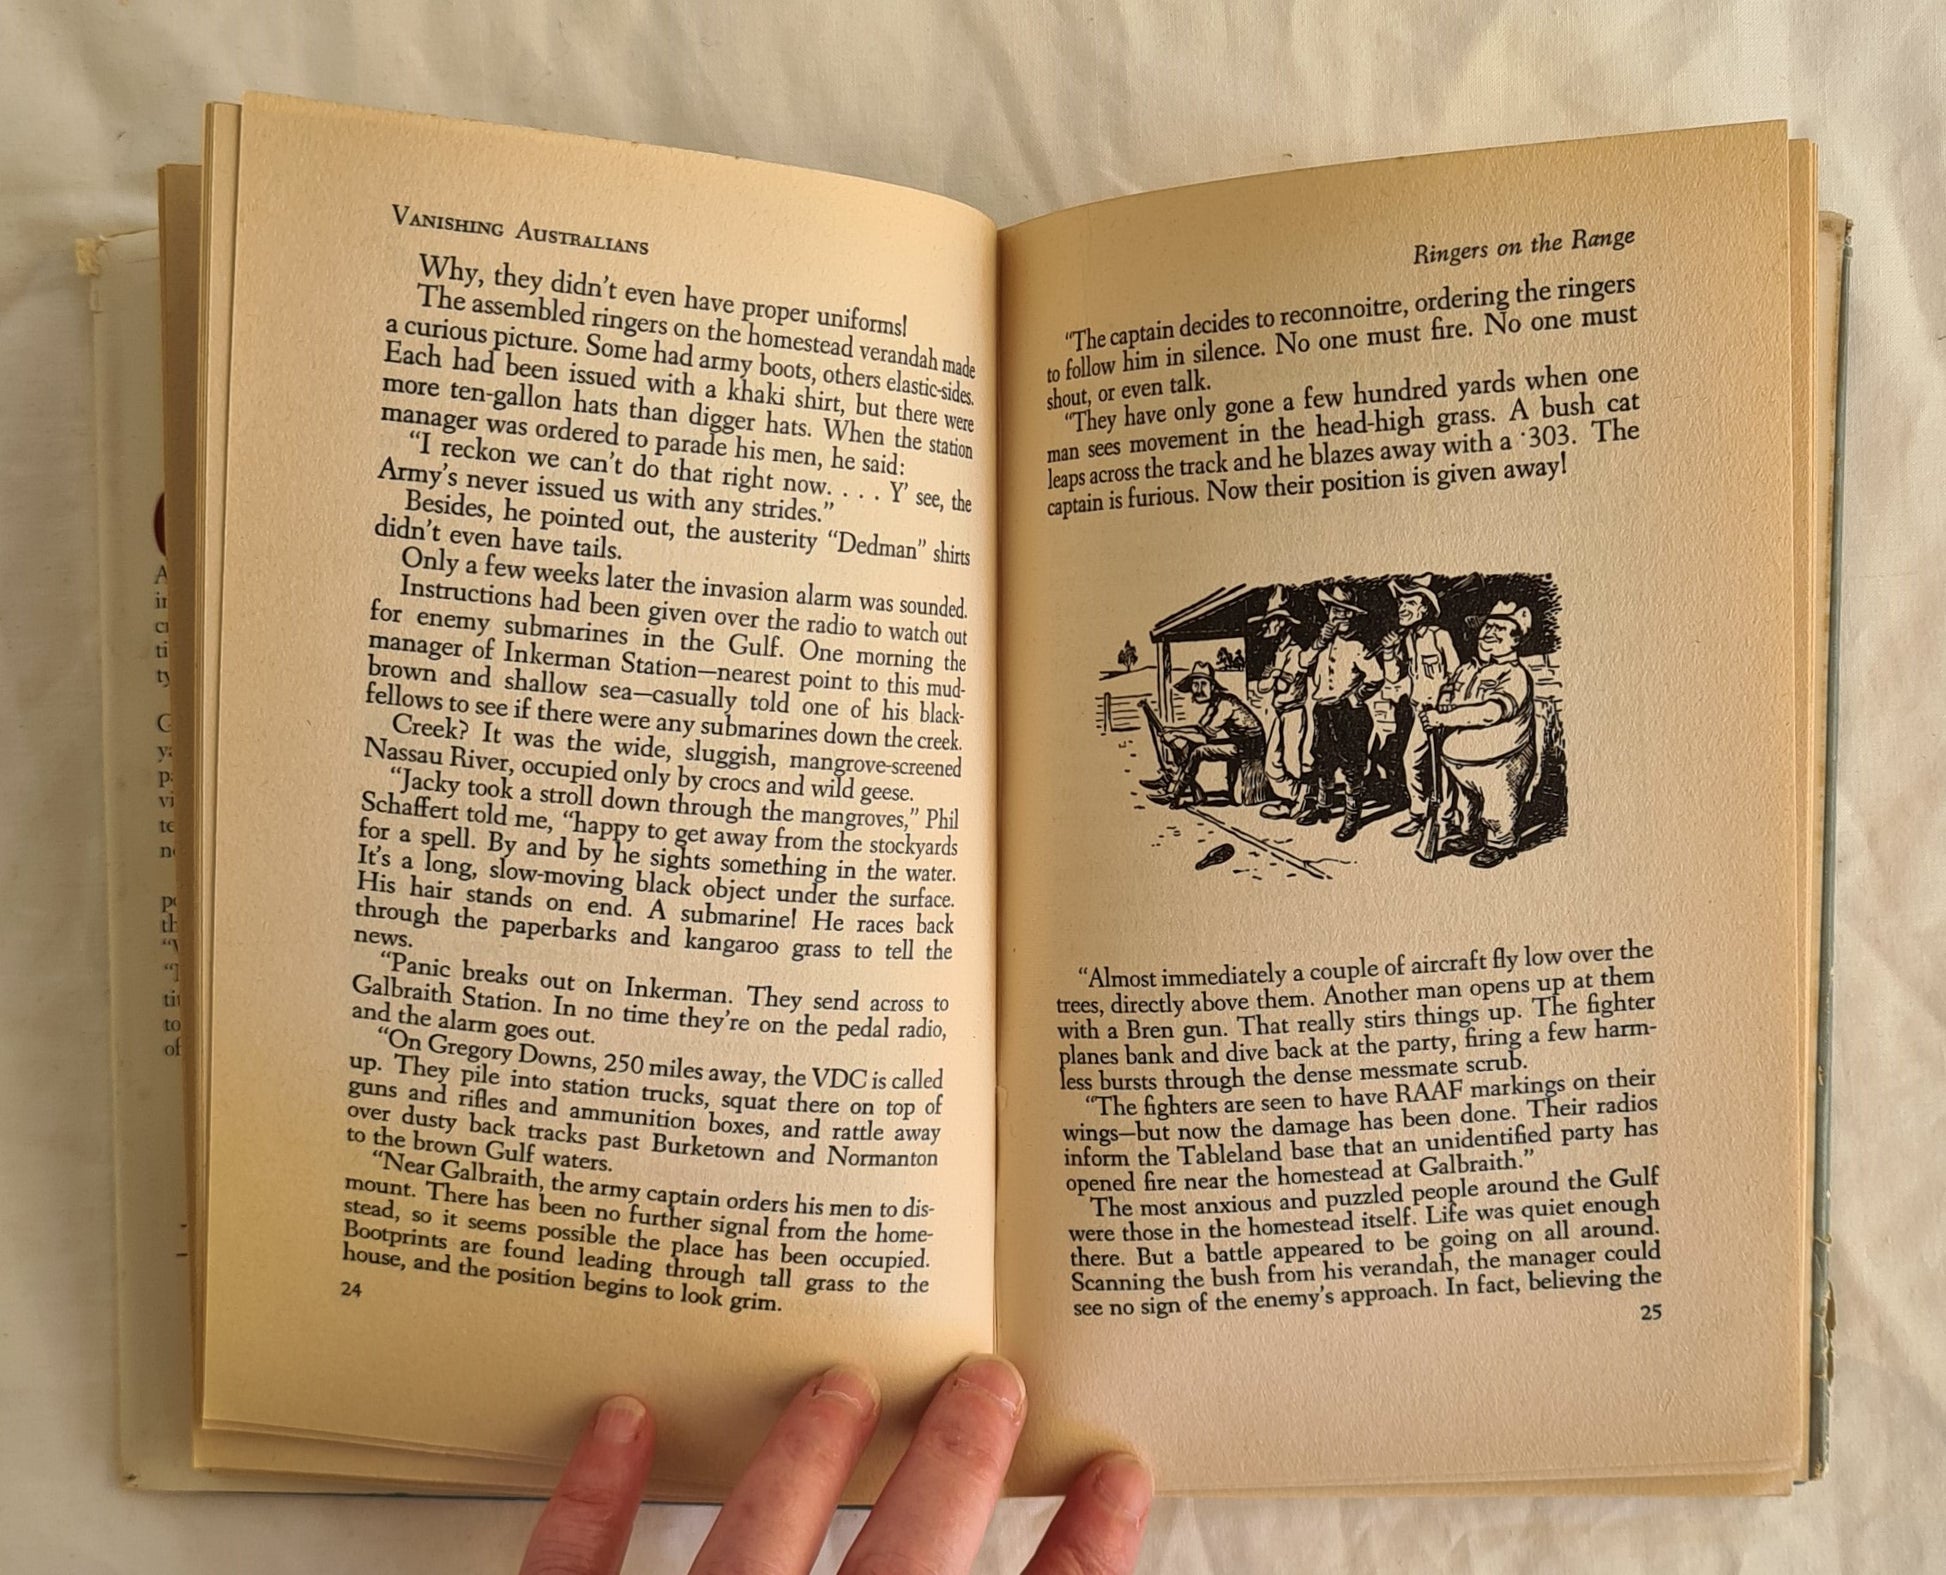 VANISHING AUSTRALIANS
Why, they didn't even have proper uniforms!
The assembled ringers on the homestead verandah made
a curious picture. Some had army boots, others elastic-sides.
Each had been issued with a khaki shirt, but there were
more ten-gallon hats than digger hats. When the station
manager was ordered to parade his men, he said:
"I reckon we can't do that right now. . . . Y' see, the
Army's never issued us with any strides."
Besides, he pointed out, the austerity "Dedman" shirts
didn't even have tails.
Only a few weeks later the invasion alarm was sounded.
Instructions had been given over the radio to watch out
for enemy submarines in the Gulf. One morning the
manager of Inkerman Station—nearest point to this mud-
brown and shallow sea—casually told one of his black-
fellows to see if there were any submarines down the creek.
Creek? It was the wide, sluggish, mangrove-screened
Nassau River, occupied only by crocs and wild geese.
"Jacky took a stroll down through the mangroves," Phil
Schaffert told me, "happy to get away from the stockyards
for a spell. By and by he sights something in the water.
It's a long, slow-moving black object under the surface.
His hair stands on end. A submarine! He races back
through the paperbarks and kangaroo grass to tell the
news.
"Panic breaks out on Inkerman. They send across to
Galbraith Station. In no time they're on the pedal radio,
and the alarm goes out.
"On Gregory Downs, 250 miles away, the VDC is called
up. They pile into station trucks, squat there on top of
guns and rifles and ammunition boxes, and rattle away
over dusty back tracks past Burketown and Normanton
to the brown Gulf waters.
"Near Galbraith, the army captain orders his men to dis-
mount. There has been no further signal from the home-
stead, so it seems possible the place has been occupied.
Bootprints are found leading through tall grass to the
house, and the position begins to look grim.
24
Ringers on the Range
"The captain decides to reconnoitre, ordering the ringers
to follow him in silence. No one must fire. No one must
shout, or even talk.
"They have only gone a few hundred yards when one
man sees movement in the head-high grass. A bush cat
leaps across the track and he blazes away with a ·303. The
captain is furious. Now their position is given away!
"Almost immediately a couple of aircraft fly low over the
trees, directly above them. Another man opens up at them
with a Bren gun. That really stirs things up. The fighter
planes bank and dive back at the party, firing a few harm-
less bursts through the dense messmate scrub.
"The fighters are seen to have RAAF markings on their
wings—but now the damage has been done. Their radios
inform the Tableland base that an unidentified party has
opened fire near the homestead at Galbraith."
The most anxious and puzzled people around the Gulf
were those in the homestead itself. Life was quiet enough
there. But a battle appeared to be going on all around.
Scanning the bush from his verandah, the manager could
see no sign of the enemy's approach. In fact, believing the
25